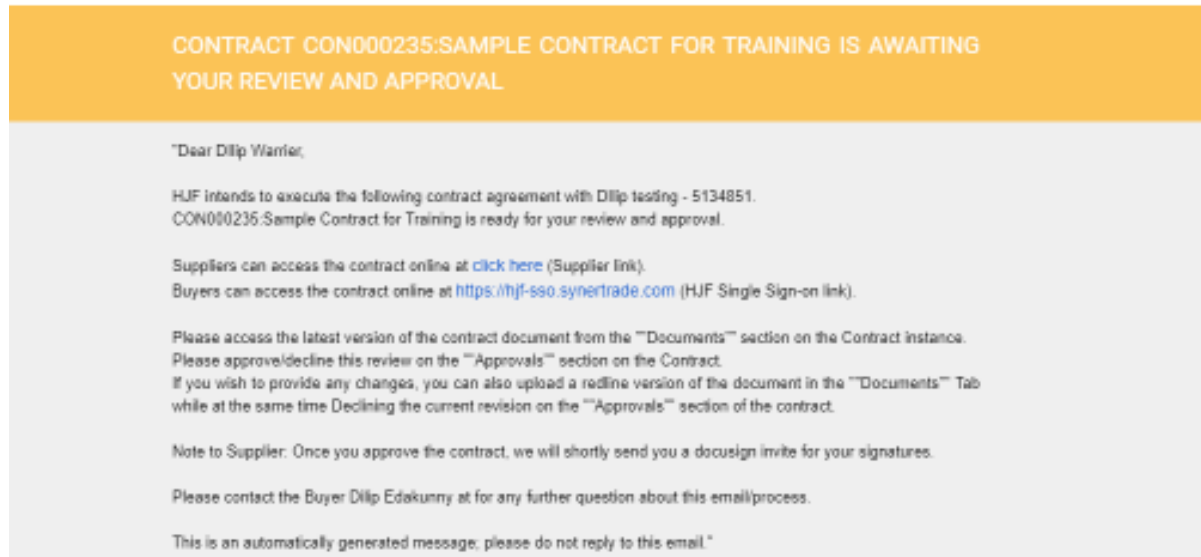 CONTRACT CON000235:SAMPLE CONTRACT FOR TRAINING IS AWAITING
YOUR REVIEW AND APPROVAL
"Dear Dllip Warrier,
HJF intends to execute the following contract agreement with Dllip testing - 5134851.
CON000235:Sample Contract for Training is ready for your review and approval.
Suppliers can access the contract online at click here (Supplier link).
Buyers can access the contract online at https://hjf-sso.synertrade.com (HJF Single Sign-on link).
Please access the latest version of the contract document from the ""Documents"" section on the Contract instance.
Please approve/decline this review on the ""Approvals"" section on the Contract.
If you wish to provide any changes, you can also upload a redline version of the document in the ""Documents"" Tab
while at the same time Declining the current revision on the ""Approvals"" section of the contract.
Note to Supplier: Once you approve the contract, we will shortly send you a docusign invite for your signatures.
Please contact the Buyer Dllip Edakunny at for any further question about this email/process.
This is an automatically generated message; please do not reply to this email."